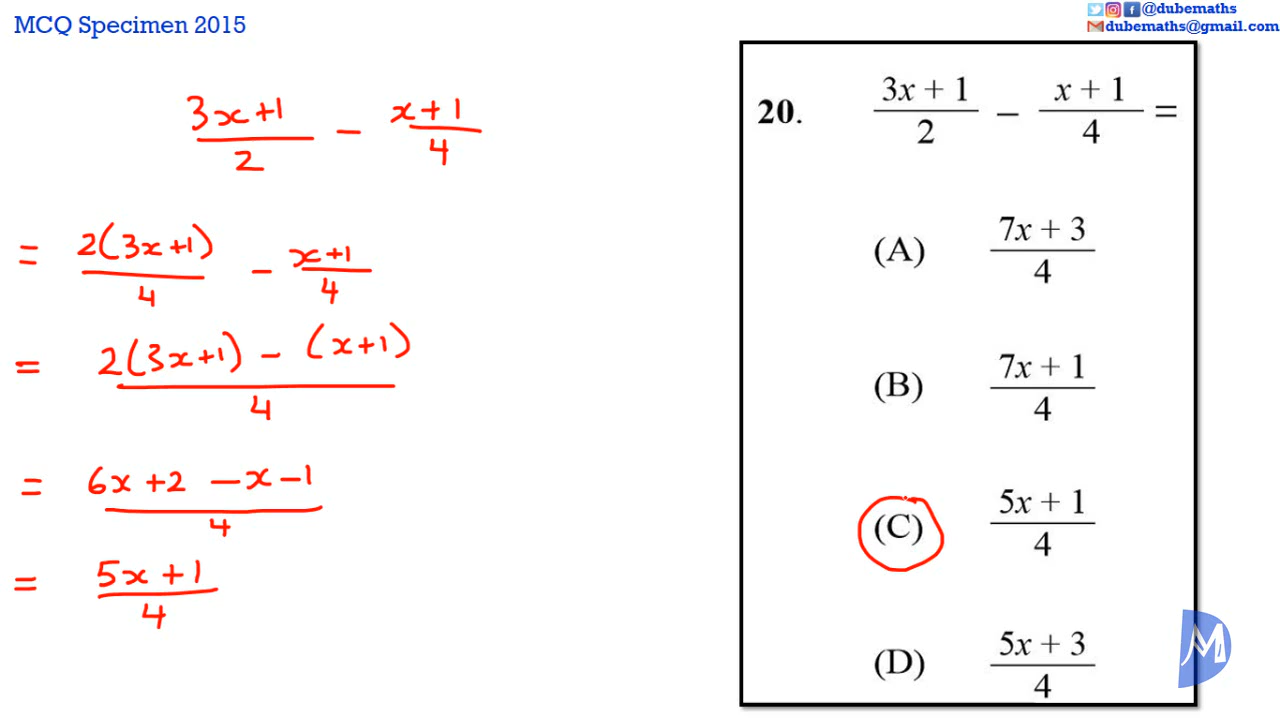 MCQ Specimen 2015
@dubemaths
dubemaths@gmail.com
3x+1/2 - x+1/4
= 2(3x+1)/4 - x+1/4
= 2(3x+1) - (x+1)/4
= 6x+2 -x-1/4
= 5x+1/4
20. 3x + 1/2 − x + 1/4 =
(A) 7x + 3/4
(B) 7x + 1/4
(C) 5x + 1/4
(D) 5x + 3/4
M